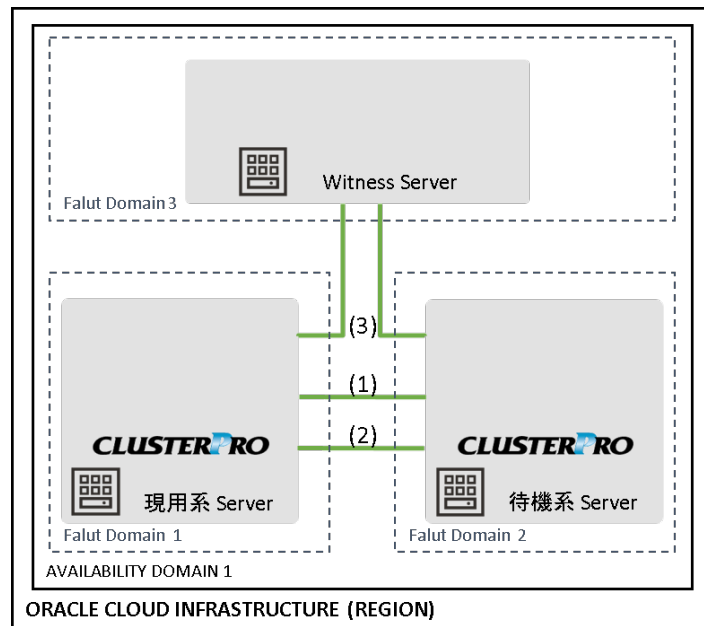 Witness Server
Falut Domain 3
(3)
(1)
(2)
CLUSTERPRO
現用系 Server
Falut Domain 1
CLUSTERPRO
待機系 Server
Falut Domain 2
AVAILABILITY DOMAIN 1
ORACLE CLOUD INFRASTRUCTURE (REGION)